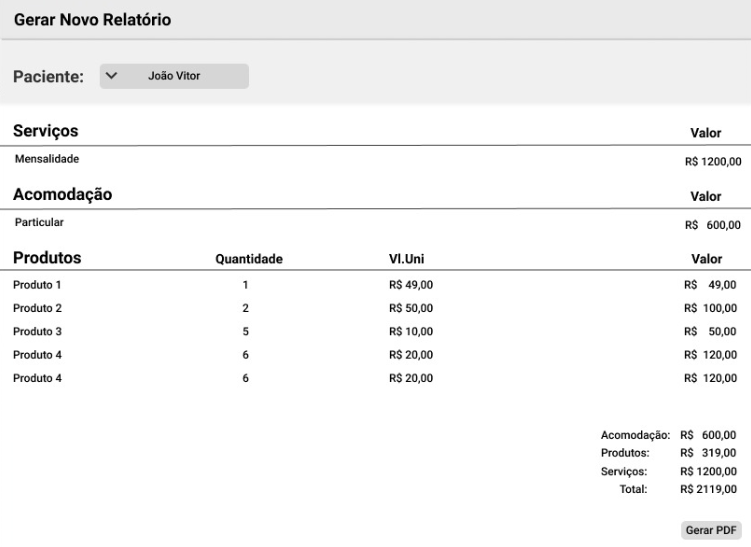 Gerar Novo Relatório
Paciente: João Vitor
Serviços Valor
Mensalidade R$ 1200,00
Acomodação Valor
Particular R$ 600,00
Produtos Quantidade Vl.Uni Valor
Produto 1 1 R$ 49,00 R$ 49,00
Produto 2 2 R$ 50,00 R$ 100,00
Produto 3 5 R$ 10,00 R$ 50,00
Produto 4 6 R$ 20,00 R$ 120,00
Produto 4 6 R$ 20,00 R$ 120,00
Acomodação: R$ 600,00
Produtos: R$ 319,00
Serviços: R$ 1200,00
Total: R$ 2119,00
Gerar PDF